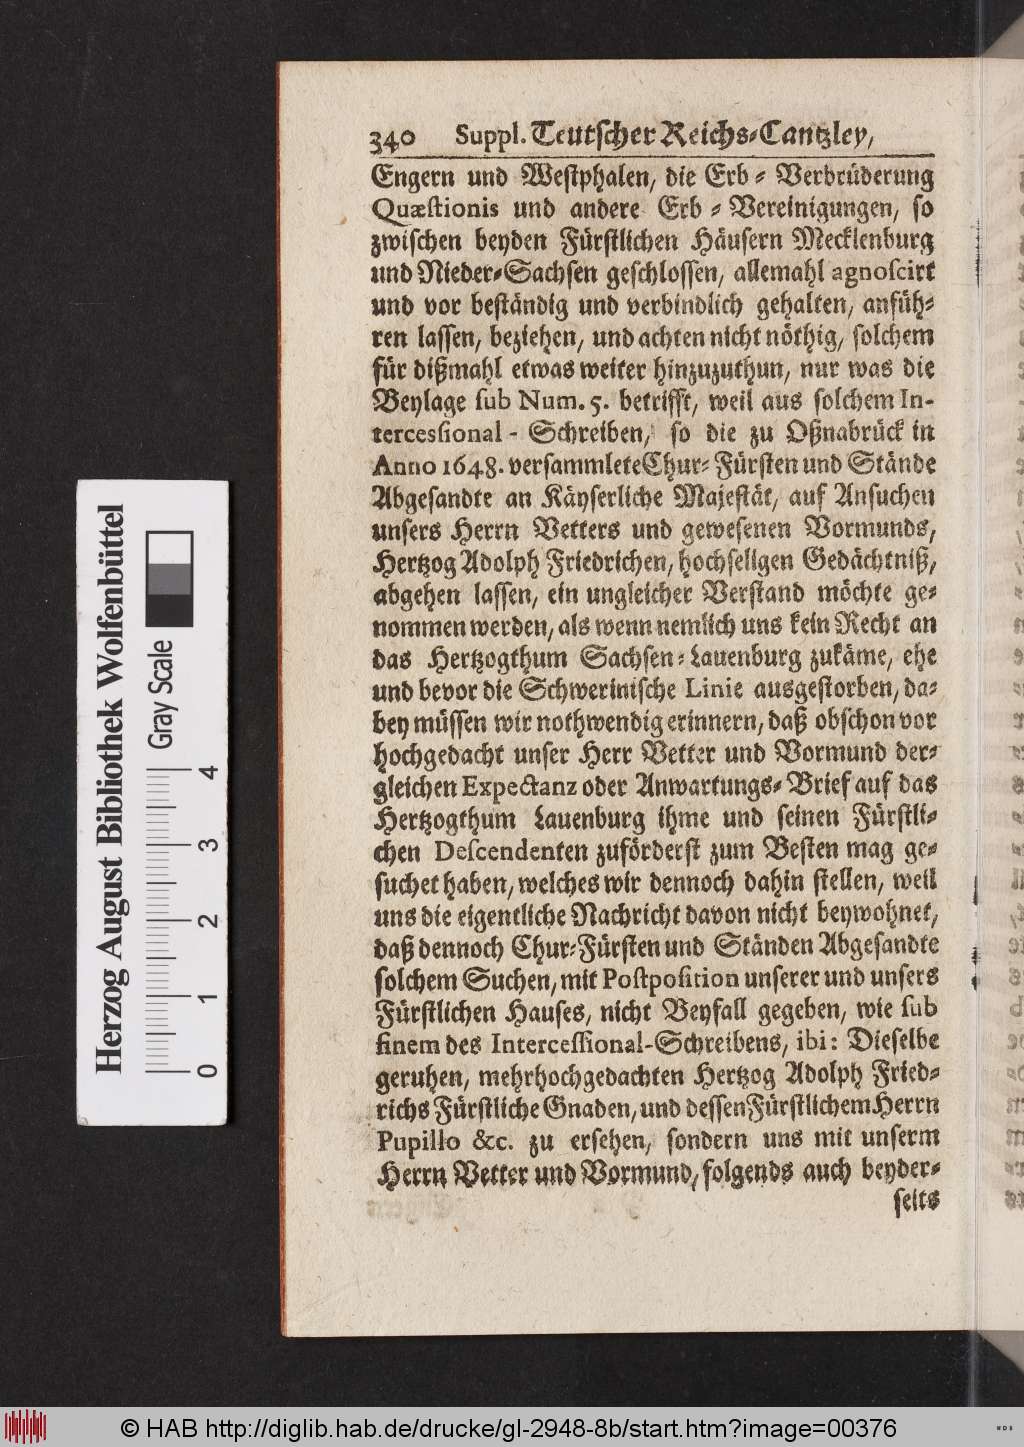 340 Suppl. Teutscher Reichs-Cantzley,
Engern und Westphalen, die Erb-Verbrüderung
Quæstionis und andere Erb-Vereinigungen, so
zwischen beyden Fürstlichen Häusern Mecklenburg
und Nieder-Sachsen geschlossen, allemahl agnoscirt
und vor beständig und verbindlich gehalten, anfüh-
ren lassen, beziehen, und achten nicht nöthig, solchem
für dißmahl etwas weiter hinzuzuthun, nur was die
Beylage sub Num. 5. betrifft, weil aus solchem In-
tercessional-Schreiben, so die zu Oßnabrück in
Anno 1648. versammlete Chur-Fürsten und Stände
Abgesandte an Käyserliche Majestät, auf Ansuchen
unsers Herrn Vetters und gewesenen Vormunds,
Hertzog Adolph Friedrichen, hochseligen Gedächtniß,
abgehen lassen, ein ungleicher Verstand möchte ge-
nommen werden, als wenn nemlich uns kein Recht an
das Hertzogthum Sachsen-Lauenburg zukäme, ehe
und bevor die Schwerinische Linie ausgestorben, da-
bey müssen wir nothwendig erinnern, daß obschon vor
hochgedacht unser Herr Vetter und Vormund der-
gleichen Expectanz oder Anwartungs-Brief auf das
Hertzogthum Lauenburg ihme und seinen Fürstli-
chen Descendenten zuförderst zum Besten mag ge-
suchet haben, welches wir dennoch dahin stellen, weil
uns die eigentliche Nachricht davon nicht beywohnet,
daß dennoch Chur-Fürsten und Ständen Abgesandte
solchem Suchen, mit Postposition unserer und unsers
Fürstlichen Hauses, nicht Beyfall gegeben, wie sub
finem des Intercessional-Schreibens, ibi: Dieselbe
geruhen, mehrhochgedachten Hertzog Adolph Fried-
richs Fürstliche Gnaden, und dessen Fürstlichem Herrn
Pupillo &c. zu ersehen, sondern uns mit unserm
Herrn Vetter und Vormund, folgends auch beyder-
seits
Herzog August Bibliothek Wolfenbüttel
Gray Scale
0 1 2 3 4
© HAB http://diglib.hab.de/drucke/gl-2948-8b/start.htm?image=00376